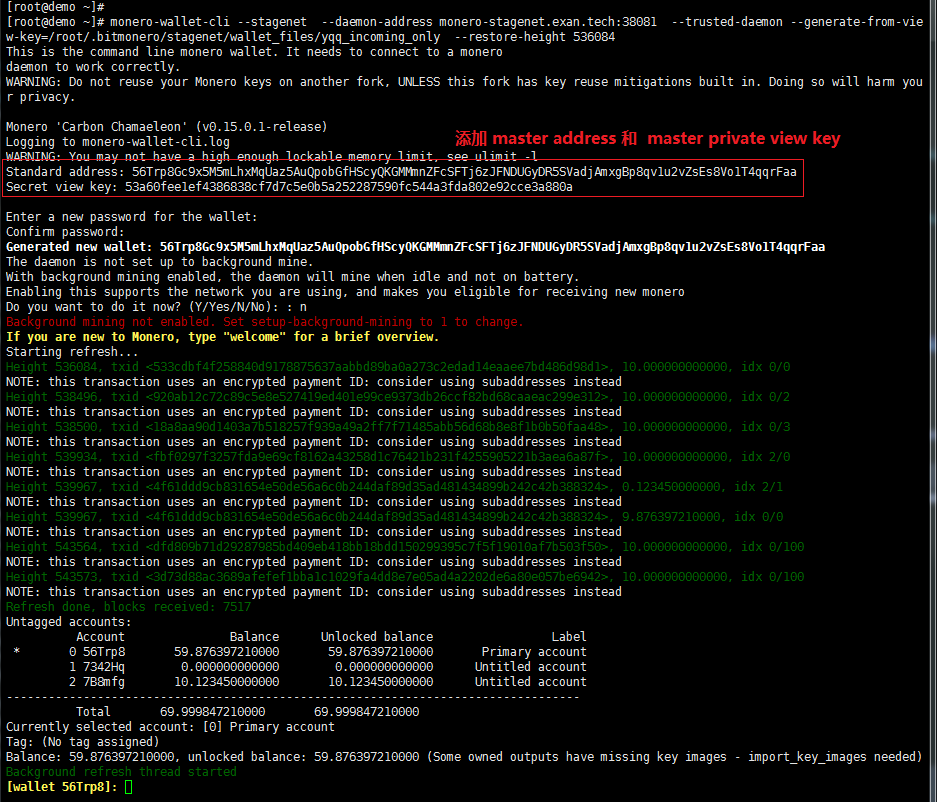 [root@demo ~]#
[root@demo ~]# monero-wallet-cli --stagenet  --daemon-address monero-stagenet.exan.tech:38081  --trusted-daemon --generate-from-vie
w-key=/root/.bitmonero/stagenet/wallet_files/yqq_incoming_only  --restore-height 536084
This is the command line monero wallet. It needs to connect to a monero
daemon to work correctly.
WARNING: Do not reuse your Monero keys on another fork, UNLESS this fork has key reuse mitigations built in. Doing so will harm you
r privacy.
Monero 'Carbon Chamaeleon' (v0.15.0.1-release)
Logging to monero-wallet-cli.log
添加 master address 和 master private view key
WARNING: You may not have a high enough lockable memory limit, see ulimit -l
Standard address: 56Trp8Gc9x5M5mLhxMqUaz5AuQpobGfHScyQKGMMmnZFcSFTj6zJFNDUGyDR5SVadjAmxgBp8qv1u2vZsEs8Vo1T4qqrFaa
Secret view key: 53a60fee1ef4386838cf7d7c5e0b5a252287590fc544a3fda802e92cce3a880a
Enter a new password for the wallet:
Confirm password:
Generated new wallet: 56Trp8Gc9x5M5mLhxMqUaz5AuQpobGfHScyQKGMMmnZFcSFTj6zJFNDUGyDR5SVadjAmxgBp8qv1u2vZsEs8Vo1T4qqrFaa
The daemon is not set up to background mine.
With background mining enabled, the daemon will mine when idle and not on battery.
Enabling this supports the network you are using, and makes you eligible for receiving new monero
Do you want to do it now? (Y/Yes/N/No): : n
Background mining not enabled. Set setup-background-mining to 1 to change.
If you are new to Monero, type "welcome" for a brief overview.
Starting refresh...
Height 536084, txid <533cdbf4f258840d9178875637aabbd89ba0a273c2edad14eaaee7bd486d98d1>, 10.000000000000, idx 0/0
NOTE: this transaction uses an encrypted payment ID: consider using subaddresses instead
Height 538496, txid <920ab12c72c89c5e8e527419ed401e99ce9373db26ccf82bd68caaeac299e312>, 10.000000000000, idx 0/2
NOTE: this transaction uses an encrypted payment ID: consider using subaddresses instead
Height 538500, txid <18a8aa90d1403a7b518257f939a49a2ff7f71485abb56d68b8e8f1b0b50faa48>, 10.000000000000, idx 0/3
NOTE: this transaction uses an encrypted payment ID: consider using subaddresses instead
Height 539934, txid <fbf0297f3257fda9e69cf8162a43258d1c76421b231f4255905221b3aea6a87f>, 10.000000000000, idx 2/0
NOTE: this transaction uses an encrypted payment ID: consider using subaddresses instead
Height 539967, txid <4f61ddd9cb831654e50de56a6c0b244daf89d35ad481434899b242c42b388324>, 0.123450000000, idx 2/1
NOTE: this transaction uses an encrypted payment ID: consider using subaddresses instead
Height 539967, txid <4f61ddd9cb831654e50de56a6c0b244daf89d35ad481434899b242c42b388324>, 9.876397210000, idx 0/0
NOTE: this transaction uses an encrypted payment ID: consider using subaddresses instead
Height 543564, txid <dfd809b71d29287985bd409eb418bb18bdd150299395c7f5f19010af7b503f50>, 10.000000000000, idx 0/100
NOTE: this transaction uses an encrypted payment ID: consider using subaddresses instead
Height 543573, txid <3d73d88ac3689afefef1bba1c1029fa4dd8e7e05ad4a2202de6a80e057be6942>, 10.000000000000, idx 0/100
NOTE: this transaction uses an encrypted payment ID: consider using subaddresses instead
Refresh done, blocks received: 7517
Untagged accounts:
Account Balance Unlocked balance Label
* 0 56Trp8 59.876397210000 59.876397210000 Primary account
1 7342Hq 0.000000000000 0.000000000000 Untitled account
2 7B8mfg 10.123450000000 10.123450000000 Untitled account
----------------------------------------------------------------------------
Total 69.999847210000 69.999847210000
Currently selected account: [0] Primary account
Tag: (No tag assigned)
Balance: 59.876397210000, unlocked balance: 59.876397210000 (Some owned outputs have missing key images - import_key_images needed)
Background refresh thread started
[wallet 56Trp8]: